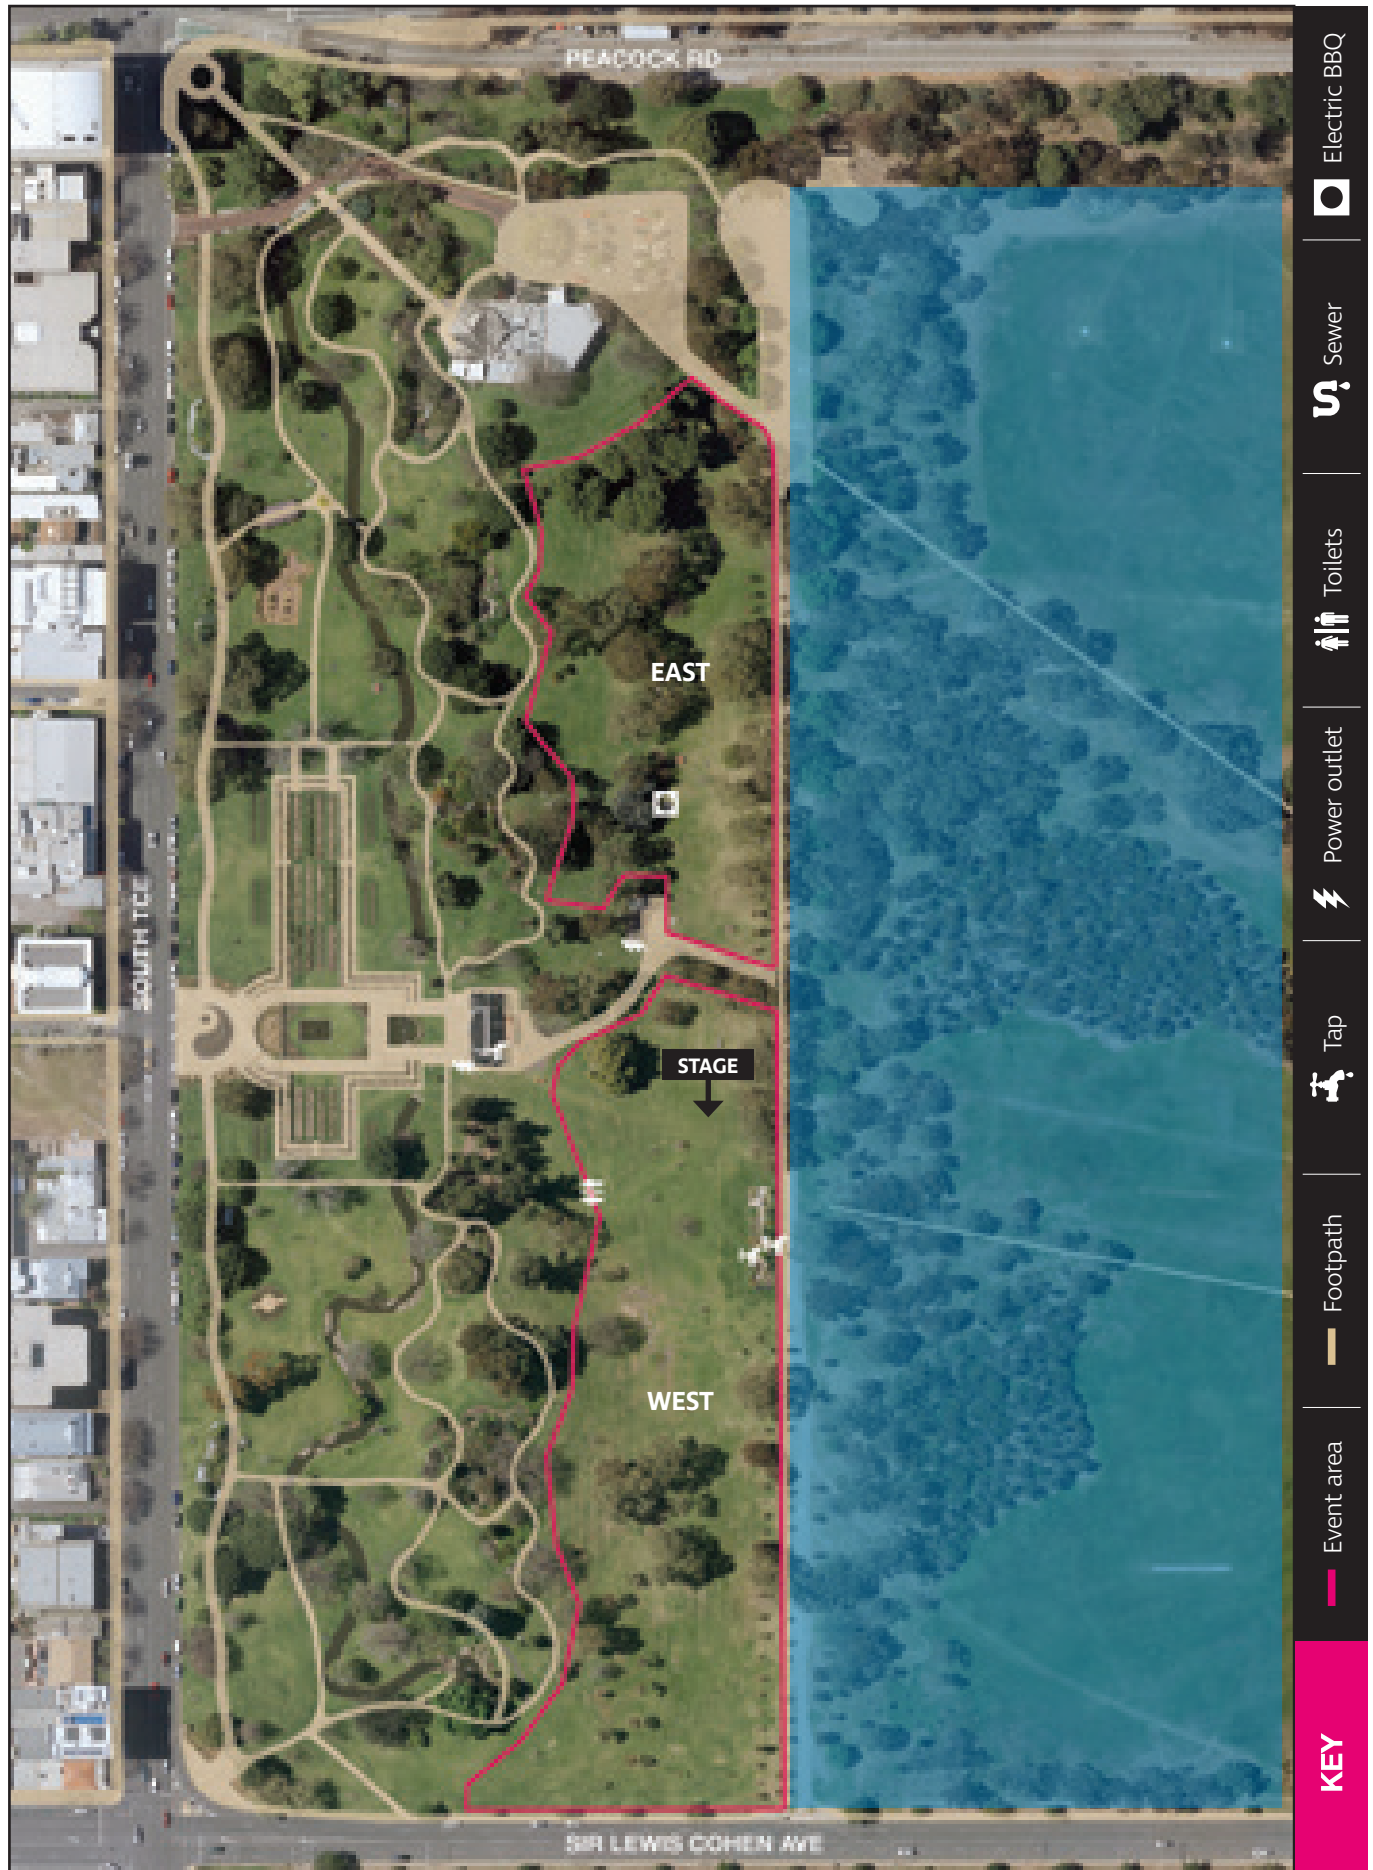 PEACOCK RD
SOUTH TCE
EAST
STAGE
WEST
SIR LEWIS COHEN AVE
KEY
Event area
Footpath
Tap
Power outlet
Toilets
Sewer
Electric BBQ